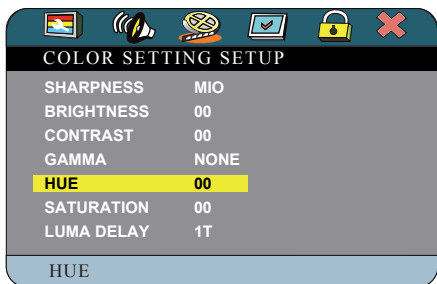 COLOR SETTING SETUP
SHARPNESS MIO
BRIGHTNESS 00
CONTRAST 00
GAMMA NONE
HUE 00
SATURATION 00
LUMA DELAY 1T
HUE